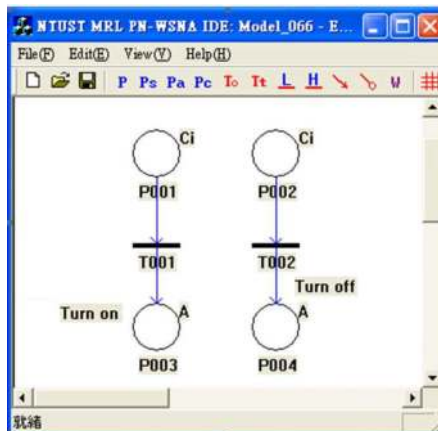 NTUST MRL PN-WSNA IDE: Model_066 - E...
File(F) Edit(E) View(V) Help(H)
P Ps Pa Pc To Tt L H W
Ci Ci
P001 P002
T001 T002
Turn off
Turn on A A
P003 P004
就緒